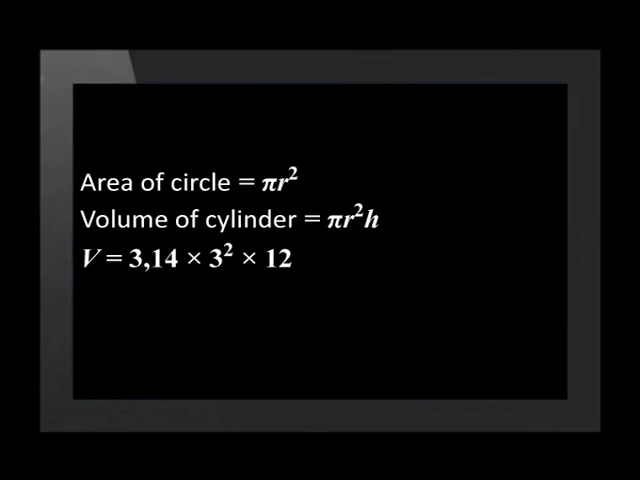 Area of circle = πr²
Volume of cylinder = πr²h
V = 3,14 × 3² × 12